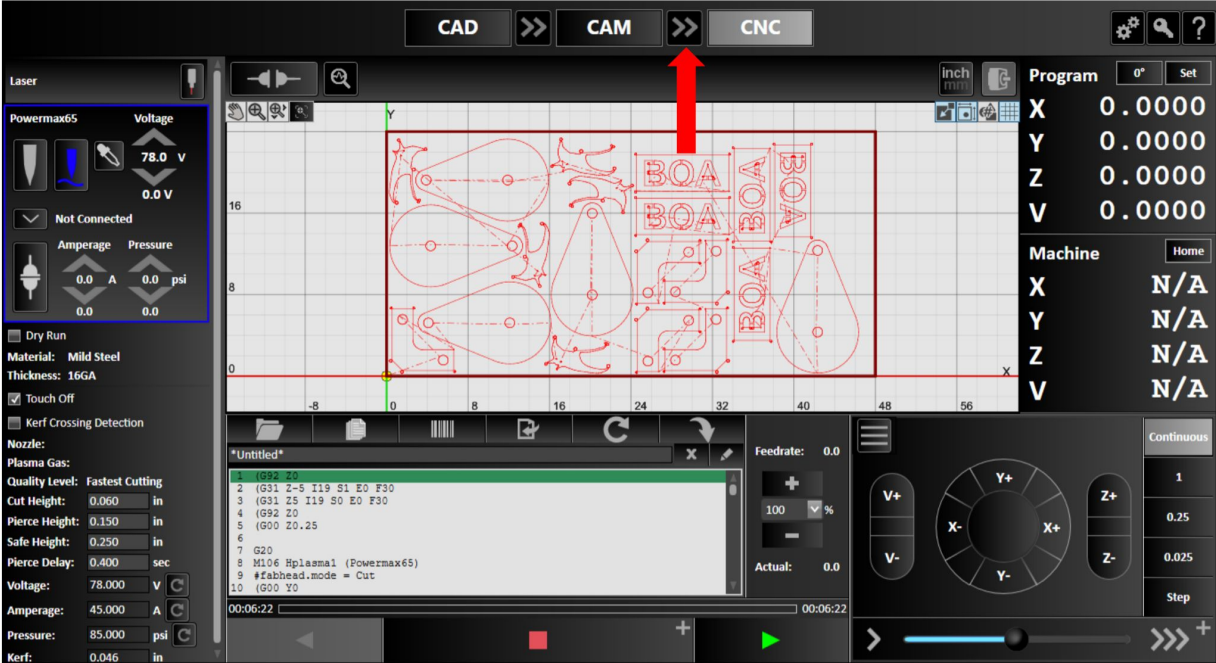 CAD >> CAM >> CNC
?
Laser
Powermax65 Voltage
78.0 V
0.0 V
Not Connected
Amperage Pressure
0.0 A 0.0 psi
0.0 0.0
Dry Run
Material: Mild Steel
Thickness: 16GA
Touch Off
Kerf Crossing Detection
Nozzle:
Plasma Gas:
Quality Level: Fastest Cutting
Cut Height: 0.060 in
Pierce Height: 0.150 in
Safe Height: 0.250 in
Pierce Delay: 0.400 sec
Voltage: 78.000 V
Amperage: 45.000 A
Pressure: 85.000 psi
Kerf: 0.046 in
inch
mm
Y
BOA BOA BOA
BOA
BOA
16
8
0 X
-8 0 8 16 24 32 40 48 56
*Untitled* X
1 (G92 Z0
2 (G31 Z-5 I19 S1 E0 F30
3 (G31 Z5 I19 S0 E0 F30
4 (G92 Z0
5 (G00 Z0.25
6
7 G20
8 M106 Hplasma1 (Powermax65)
9 #fabhead.mode = Cut
10 (G00 Y0
00:06:22 00:06:22
+
Feedrate: 0.0
+
100 %
-
Actual: 0.0
Program 0° Set
X 0.0000
Y 0.0000
Z 0.0000
V 0.0000
Machine Home
X N/A
Y N/A
Z N/A
V N/A
V+ Y+ Z+
X- X+
V- Y- Z-
Continuous
1
0.25
0.025
Step
> >>> +